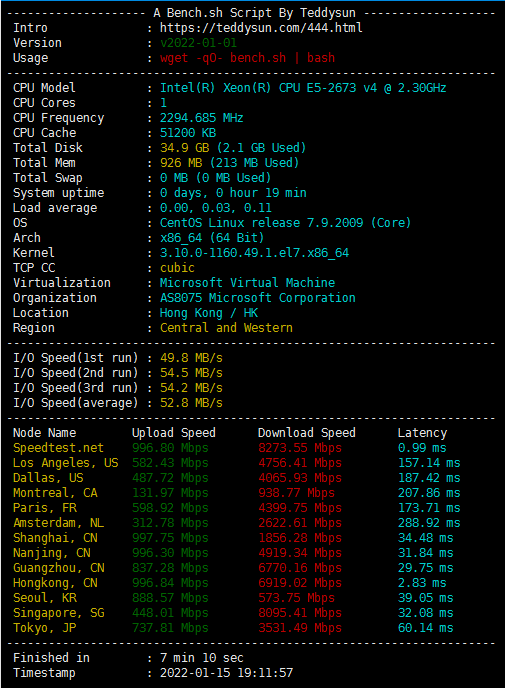 -------------------- A Bench.sh Script By Teddysun -------------------
Intro : https://teddysun.com/444.html
Version : v2022-01-01
Usage : wget -qO- bench.sh | bash
----------------------------------------------------------------------
CPU Model : Intel(R) Xeon(R) CPU E5-2673 v4 @ 2.30GHz
CPU Cores : 1
CPU Frequency : 2294.685 MHz
CPU Cache : 51200 KB
Total Disk : 34.9 GB (2.1 GB Used)
Total Mem : 926 MB (213 MB Used)
Total Swap : 0 MB (0 MB Used)
System uptime : 0 days, 0 hour 19 min
Load average : 0.00, 0.03, 0.11
OS : CentOS Linux release 7.9.2009 (Core)
Arch : x86_64 (64 Bit)
Kernel : 3.10.0-1160.49.1.el7.x86_64
TCP CC : cubic
Virtualization : Microsoft Virtual Machine
Organization : AS8075 Microsoft Corporation
Location : Hong Kong / HK
Region : Central and Western
----------------------------------------------------------------------
I/O Speed(1st run) : 49.8 MB/s
I/O Speed(2nd run) : 54.5 MB/s
I/O Speed(3rd run) : 54.2 MB/s
I/O Speed(average) : 52.8 MB/s
----------------------------------------------------------------------
Node Name Upload Speed Download Speed Latency
Speedtest.net 996.80 Mbps 8273.55 Mbps 0.99 ms
Los Angeles, US 582.43 Mbps 4756.41 Mbps 157.14 ms
Dallas, US 487.72 Mbps 4065.93 Mbps 187.42 ms
Montreal, CA 131.97 Mbps 938.77 Mbps 207.86 ms
Paris, FR 598.92 Mbps 4399.75 Mbps 173.71 ms
Amsterdam, NL 312.78 Mbps 2622.61 Mbps 288.92 ms
Shanghai, CN 997.75 Mbps 1856.28 Mbps 34.48 ms
Nanjing, CN 996.30 Mbps 4919.34 Mbps 31.84 ms
Guangzhou, CN 837.28 Mbps 6770.16 Mbps 29.75 ms
Hongkong, CN 996.84 Mbps 6919.02 Mbps 2.83 ms
Seoul, KR 888.57 Mbps 573.75 Mbps 39.05 ms
Singapore, SG 448.01 Mbps 8095.41 Mbps 32.08 ms
Tokyo, JP 737.81 Mbps 3531.49 Mbps 60.14 ms
----------------------------------------------------------------------
Finished in : 7 min 10 sec
Timestamp : 2022-01-15 19:11:57
----------------------------------------------------------------------